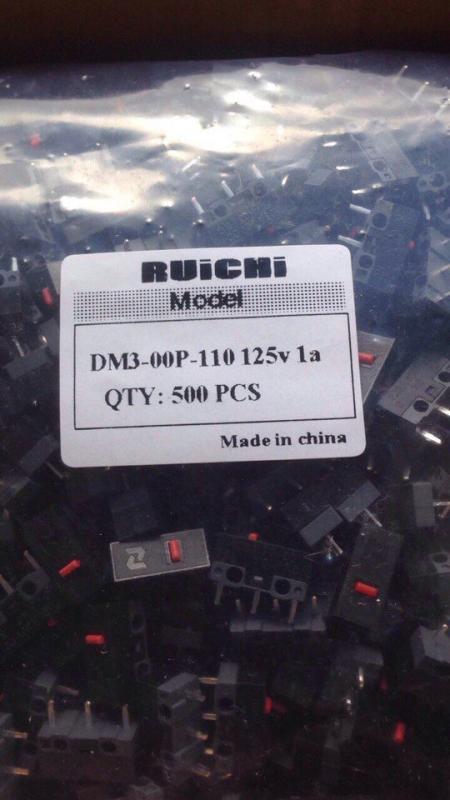 RUiCHi
Model
DM3-00P-110 125v 1a
QTY: 500 PCS
Made in china